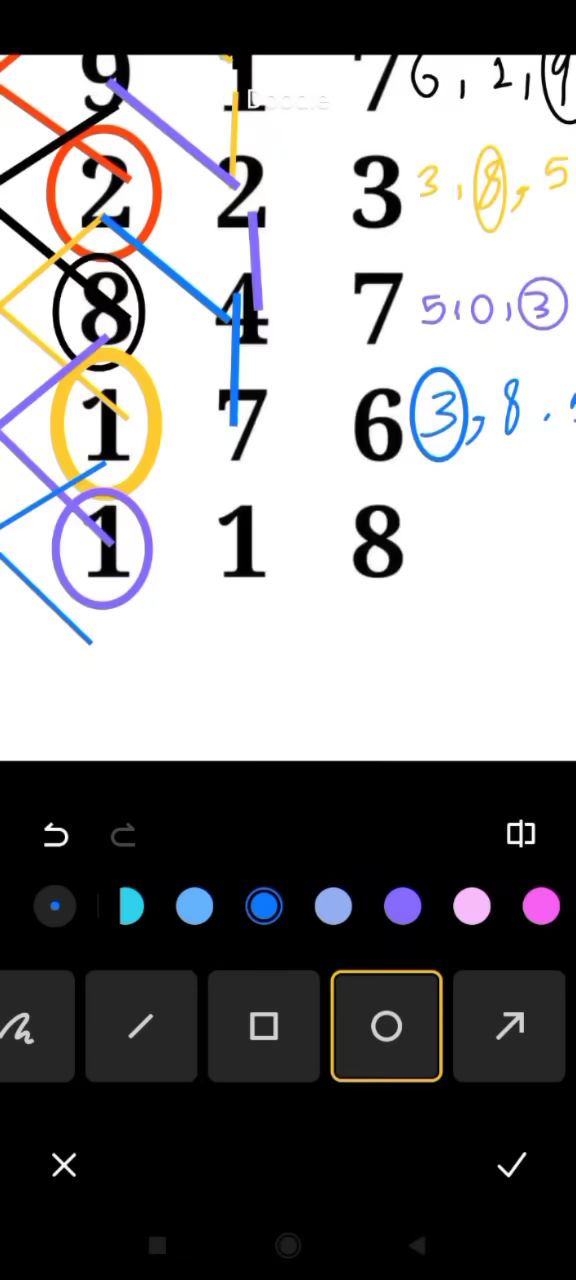 9 1 7 6, 2, 9
Doodle
2 2 3 3, 8, 5
8 4 7 5, 0, 3
1 7 6 3, 8.
1 1 8